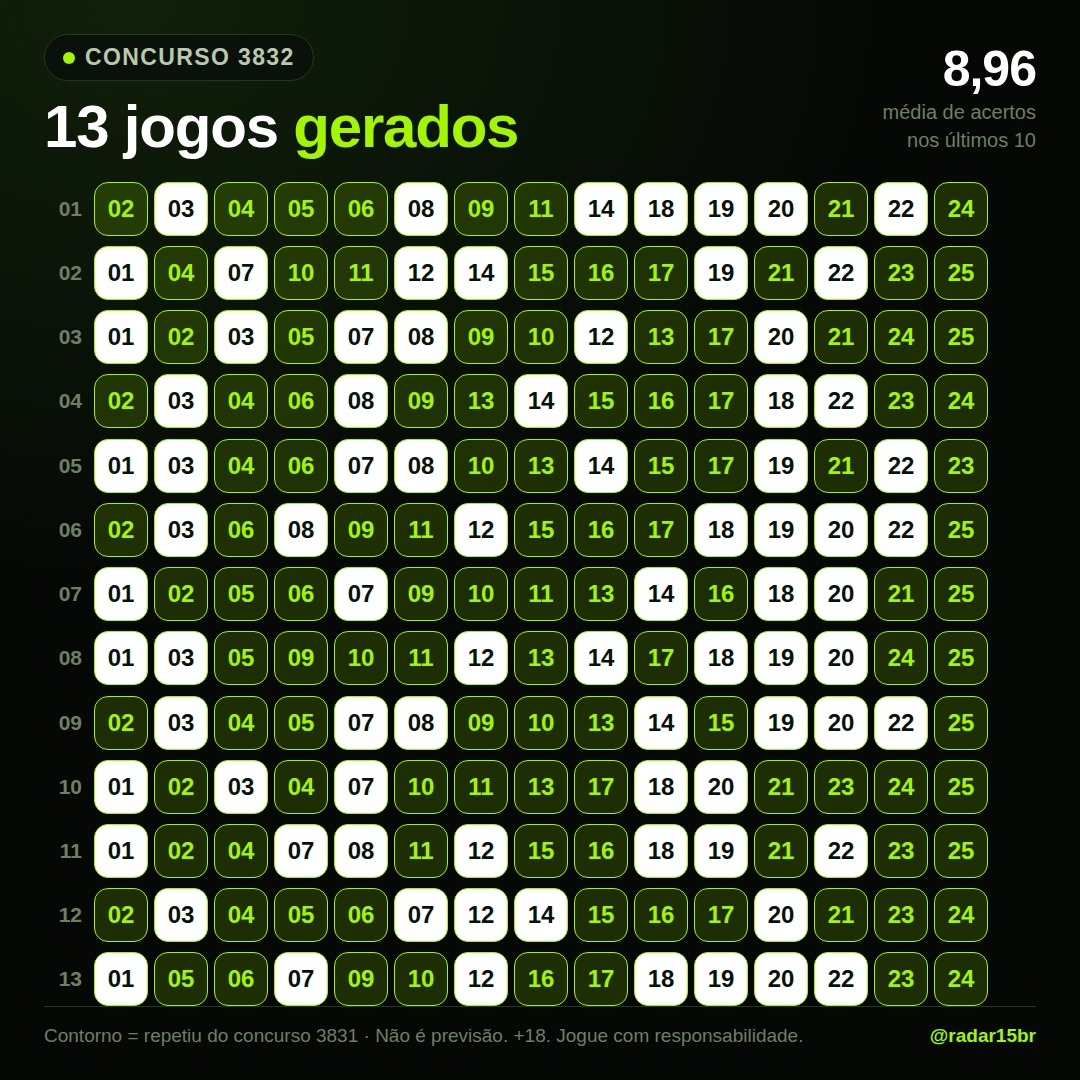 CONCURSO 3832
8,96
13 jogos gerados
média de acertos
nos últimos 10
01 02 03 04 05 06 08 09 11 14 18 19 20 21 22 24
02 01 04 07 10 11 12 14 15 16 17 19 21 22 23 25
03 01 02 03 05 07 08 09 10 12 13 17 20 21 24 25
04 02 03 04 06 08 09 13 14 15 16 17 18 22 23 24
05 01 03 04 06 07 08 10 13 14 15 17 19 21 22 23
06 02 03 06 08 09 11 12 15 16 17 18 19 20 22 25
07 01 02 05 06 07 09 10 11 13 14 16 18 20 21 25
08 01 03 05 09 10 11 12 13 14 17 18 19 20 24 25
09 02 03 04 05 07 08 09 10 13 14 15 19 20 22 25
10 01 02 03 04 07 10 11 13 17 18 20 21 23 24 25
11 01 02 04 07 08 11 12 15 16 18 19 21 22 23 25
12 02 03 04 05 06 07 12 14 15 16 17 20 21 23 24
13 01 05 06 07 09 10 12 16 17 18 19 20 22 23 24
Contorno = repetiu do concurso 3831 · Não é previsão. +18. Jogue com responsabilidade.
@radar15br